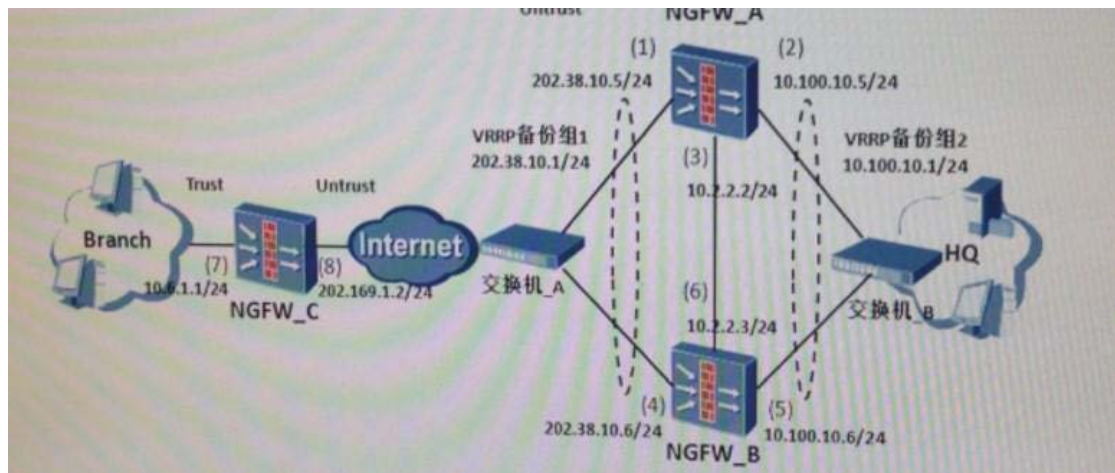 Untrust
NGFW_A
(1)
(2)
202.38.10.5/24
10.100.10.5/24
VRRP备份组1
202.38.10.1/24
VRRP备份组2
10.100.10.1/24
(3)
10.2.2.2/24
Trust
Untrust
Branch
Internet
HQ
(7)
(8)
10.6.1.1/24
202.169.1.2/24
NGFW_C
交换机_A
交换机_B
(6)
10.2.2.3/24
(4)
(5)
202.38.10.6/24
10.100.10.6/24
NGFW_B